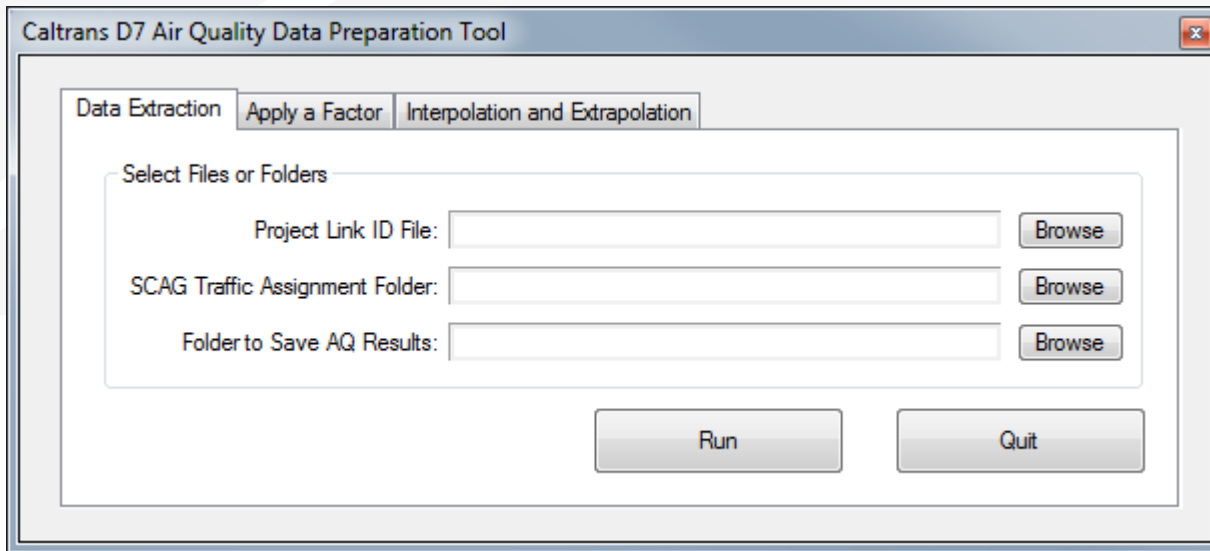 Caltrans D7 Air Quality Data Preparation Tool
Data Extraction Apply a Factor Interpolation and Extrapolation
Select Files or Folders
Project Link ID File: Browse
SCAG Traffic Assignment Folder: Browse
Folder to Save AQ Results: Browse
Run Quit